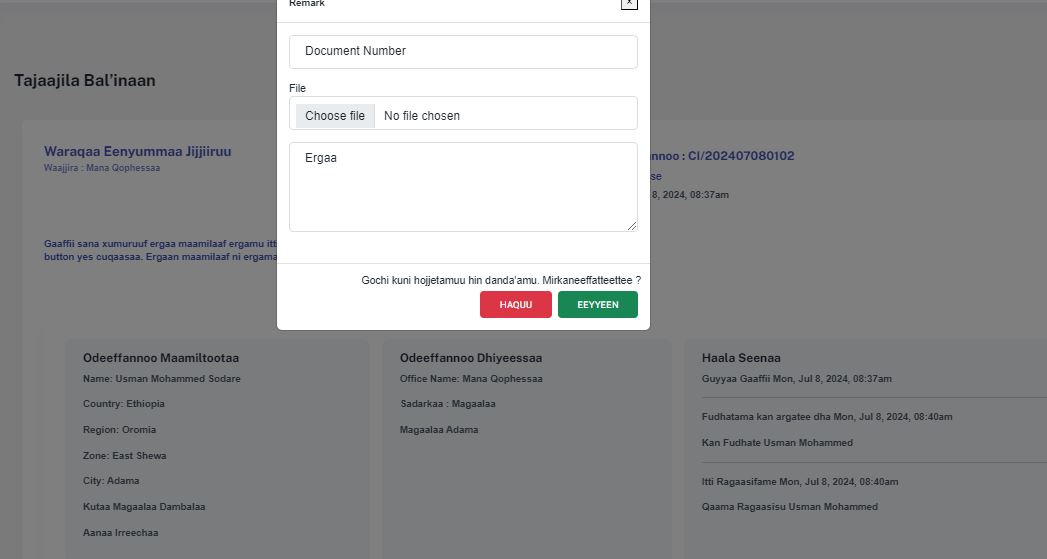 Remark
x
Document Number
File
Choose file No file chosen
Ergaa
Gochi kuni hojjetamuu hin danda'amu. Mirkaneeffatteettee ?
HAQUU
EEYYEEN
Tajaajila Bal'inaan
Waraqaa Eenyummaa Jijjiiruu
Waajjira : Mana Qophessaa
nnoo : CI/202407080102
se
8, 2024, 08:37am
Gaaffii sana xumuruuf ergaa maamilaaf ergamu itti
button yes cuqaasaa. Ergaan maamilaaf ni ergama
Odeeffannoo Maamiltootaa
Name: Usman Mohammed Sodare
Country: Ethiopia
Region: Oromia
Zone: East Shewa
City: Adama
Kutaa Magaalaa Dambalaa
Aanaa Irreechaa
Odeeffannoo Dhiyeessaa
Office Name: Mana Qophessaa
Sadarkaa : Magaalaa
Magaalaa Adama
Haala Seenaa
Guyyaa Gaaffii Mon, Jul 8, 2024, 08:37am
Fudhatama kan argatee dha Mon, Jul 8, 2024, 08:40am
Kan Fudhate Usman Mohammed
Itti Ragaasifame Mon, Jul 8, 2024, 08:40am
Qaama Ragaasisu Usman Mohammed